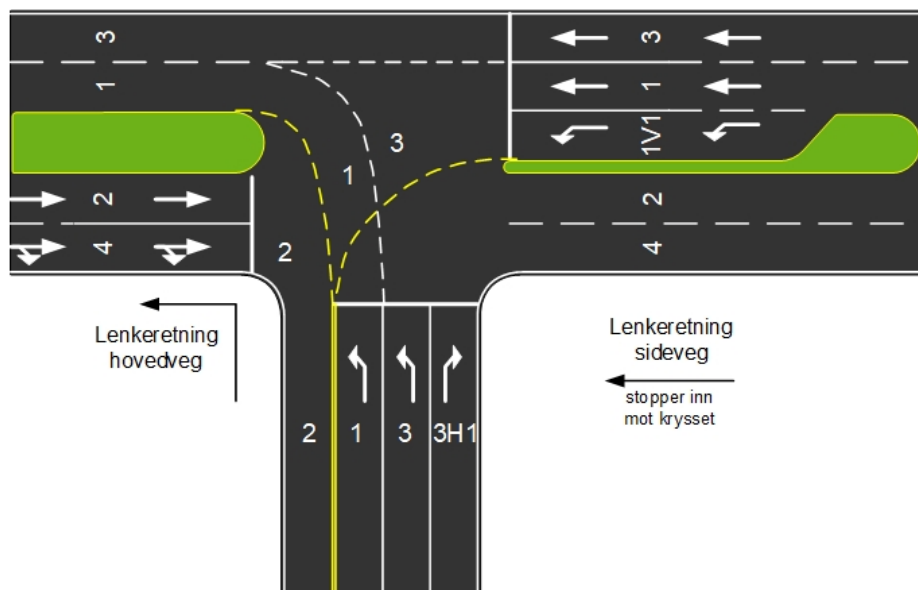 3
3
1
1
1V1
3
1
2
2
4
2
4
Lenkeretning
hovedveg
Lenkeretning
sideveg
stopper inn
mot krysset
2
1
3
3H1